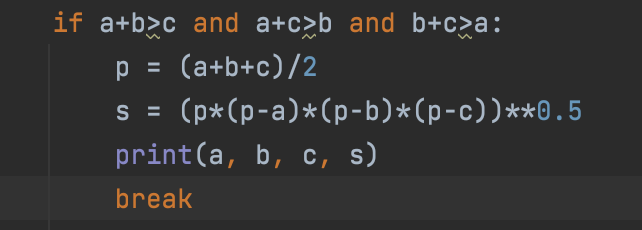 if a+b>c and a+c>b and b+c>a:
p = (a+b+c)/2
s = (p*(p-a)*(p-b)*(p-c))**0.5
print(a, b, c, s)
break